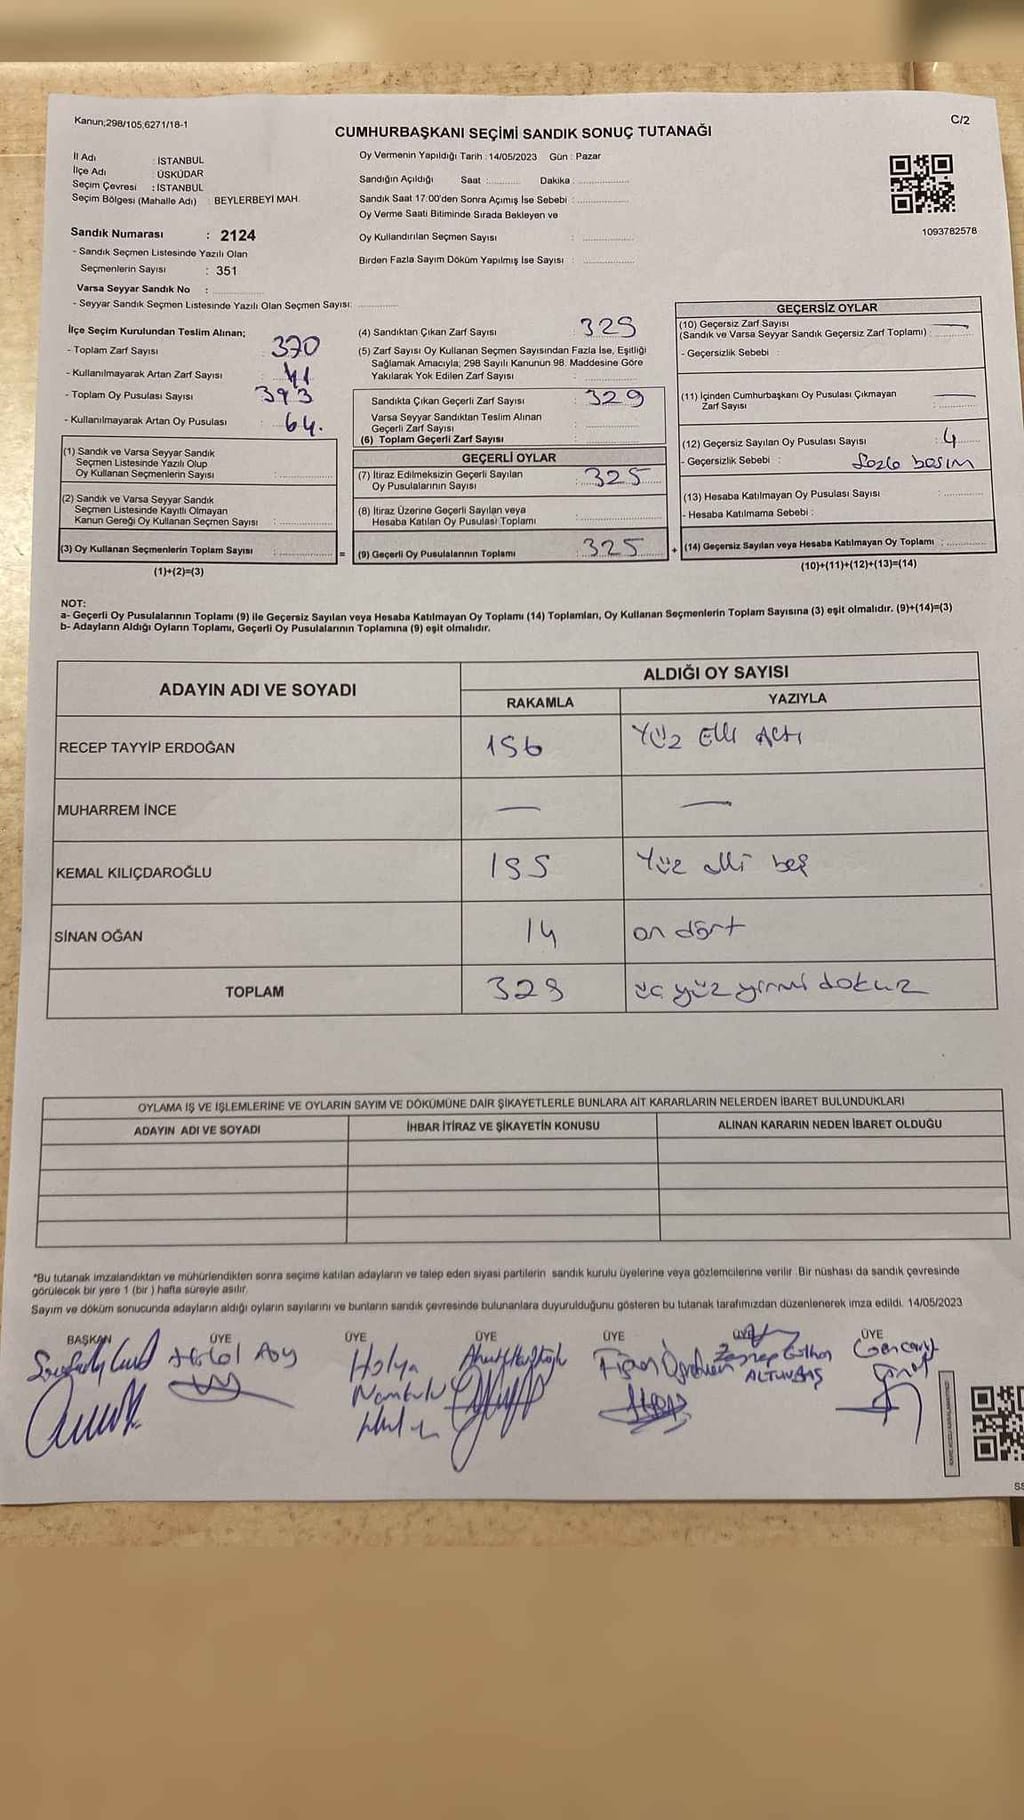 Kanun;298/105,6271/18-1
C/2
CUMHURBAŞKANI SEÇİMİ SANDIK SONUÇ TUTANAĞI
İl Adı : İSTANBUL
İlçe Adı : ÜSKÜDAR
Seçim Çevresi : İSTANBUL
Seçim Bölgesi (Mahalle Adı) : BEYLERBEYİ MAH.
Sandık Numarası : 2124
- Sandık Seçmen Listesinde Yazılı Olan
Seçmenlerin Sayısı : 351
Varsa Seyyar Sandık No :
- Seyyar Sandık Seçmen Listesinde Yazılı Olan Seçmen Sayısı:
Oy Vermenin Yapıldığı Tarih : 14/05/2023 Gün : Pazar
Sandığın Açıldığı Saat : Dakika :
Sandık Saat 17:00'den Sonra Açımış İse Sebebi :
Oy Verme Saati Bitiminde Sırada Bekleyen ve
Oy Kullandırılan Seçmen Sayısı :
Birden Fazla Sayım Döküm Yapılmış İse Sayısı :
1093782578
İlçe Seçim Kurulundan Teslim Alınan;
- Toplam Zarf Sayısı : 370
- Kullanılmayarak Artan Zarf Sayısı : 41
- Toplam Oy Pusulası Sayısı : 393
- Kullanılmayarak Artan Oy Pusulası : 64.
(1) Sandık ve Varsa Seyyar Sandık
Seçmen Listesinde Yazılı Olup
Oy Kullanan Seçmenlerin Sayısı :
(2) Sandık ve Varsa Seyyar Sandık
Seçmen Listesinde Kayıtlı Olmayan
Kanun Gereği Oy Kullanan Seçmen Sayısı :
(3) Oy Kullanan Seçmenlerin Toplam Sayısı :
(1)+(2)=(3)
(4) Sandıktan Çıkan Zarf Sayısı : 329
(5) Zarf Sayısı Oy Kullanan Seçmen Sayısından Fazla İse, Eşitliği
Sağlamak Amacıyla; 298 Sayılı Kanunun 98. Maddesine Göre
Yakılarak Yok Edilen Zarf Sayısı :
Sandıkta Çıkan Geçerli Zarf Sayısı : 329
Varsa Seyyar Sandıktan Teslim Alınan
Geçerli Zarf Sayısı :
(6) Toplam Geçerli Zarf Sayısı :
GEÇERLİ OYLAR
(7) İtiraz Edilmeksizin Geçerli Sayılan
Oy Pusulalarının Sayısı : 325
(8) İtiraz Üzerine Geçerli Sayılan veya
Hesaba Katılan Oy Pusulası Toplamı :
= (9) Geçerli Oy Pusulalarının Toplamı : 325
GEÇERSİZ OYLAR
(10) Geçersiz Zarf Sayısı
(Sandık ve Varsa Seyyar Sandık Geçersiz Zarf Toplamı) : —
- Geçersizlik Sebebi :
(11) İçinden Cumhurbaşkanı Oy Pusulası Çıkmayan
Zarf Sayısı : —
(12) Geçersiz Sayılan Oy Pusulası Sayısı : 4
- Geçersizlik Sebebi : basım
(13) Hesaba Katılmayan Oy Pusulası Sayısı :
- Hesaba Katılmama Sebebi :
+ (14) Geçersiz Sayılan veya Hesaba Katılmayan Oy Toplamı :
(10)+(11)+(12)+(13)=(14)
NOT:
a- Geçerli Oy Pusulalarının Toplamı (9) ile Geçersiz Sayılan veya Hesaba Katılmayan Oy Toplamı (14) Toplamları, Oy Kullanan Seçmenlerin Toplam Sayısına (3) eşit olmalıdır. (9)+(14)=(3)
b- Adayların Aldığı Oyların Toplamı, Geçerli Oy Pusulalarının Toplamına (9) eşit olmalıdır.
ADAYIN ADI VE SOYADI
ALDIĞI OY SAYISI
RAKAMLA YAZIYLA
RECEP TAYYİP ERDOĞAN 156 Yüz Elli Altı
MUHARREM İNCE — —
KEMAL KILIÇDAROĞLU 155 Yüz elli beş
SİNAN OĞAN 14 on dört
TOPLAM 329 üç yüz yirmi dokuz
OYLAMA İŞ VE İŞLEMLERİNE VE OYLARIN SAYIM VE DÖKÜMÜNE DAİR ŞİKAYETLERLE BUNLARA AİT KARARLARIN NELERDEN İBARET BULUNDUKLARI
ADAYIN ADI VE SOYADI İHBAR İTİRAZ VE ŞİKAYETİN KONUSU ALINAN KARARIN NEDEN İBARET OLDUĞU
*Bu tutanak imzalandıktan ve mühürlendikten sonra seçime katılan adayların ve talep eden siyasi partilerin sandık kurulu üyelerine veya gözlemcilerine verilir. Bir nüshası da sandık çevresinde
görülecek bir yere 1 (bir) hafta süreyle asılır.
Sayım ve döküm sonucunda adayların aldığı oyların sayılarını ve bunların sandık çevresinde bulunanlara duyurulduğunu gösteren bu tutanak tarafımızdan düzenlenerek imza edildi. 14/05/2023
BAŞKAN ÜYE ÜYE ÜYE ÜYE ÜYE ÜYE
Hülya Zeynep
ALTUNBAŞ